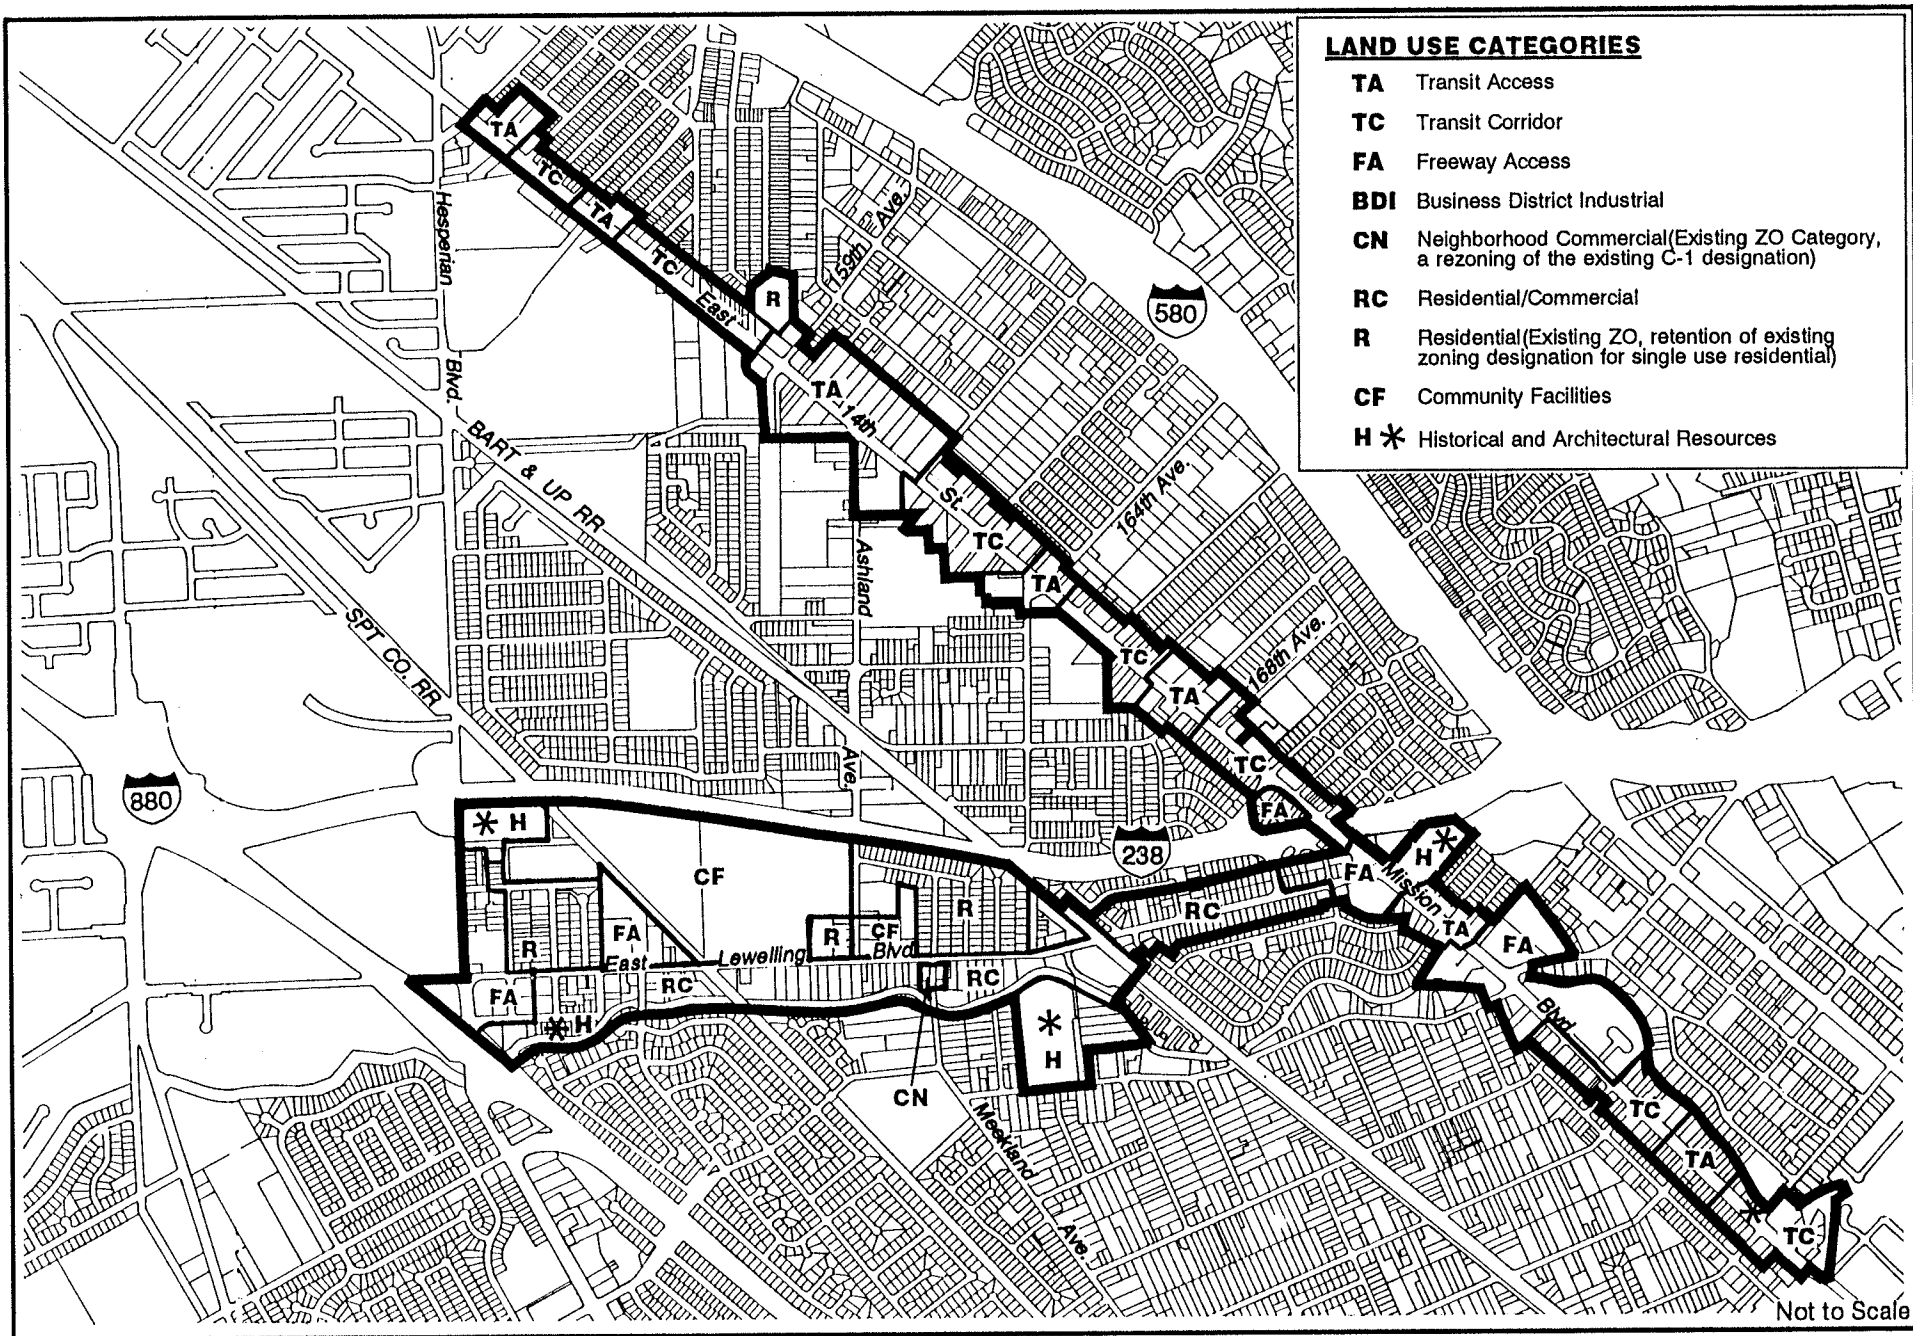 LAND USE CATEGORIES
TA Transit Access
TC Transit Corridor
FA Freeway Access
BDI Business District Industrial
CN Neighborhood Commercial(Existing ZO Category,
a rezoning of the existing C-1 designation)
RC Residential/Commercial
R Residential(Existing ZO, retention of existing
zoning designation for single use residential)
CF Community Facilities
H Historical and Architectural Resources
TA
TC
TA
TC
Hesperian
Blvd.
East
R
159th Ave.
580
TA
14th
St.
BART & UP RR
TC
164th Ave.
TA
Ashland
Ave.
SPT CO. RR
TC
168th Ave.
TA
TC
FA
880
238
H
CF
H
FA
Mission
RC
R
TA
FA
R
FA
R
CF
East
Lewelling
Blvd.
RC
RC
FA
H
H
Blvd.
CN
TC
Meekland
Ave.
TA
TC
Not to Scale